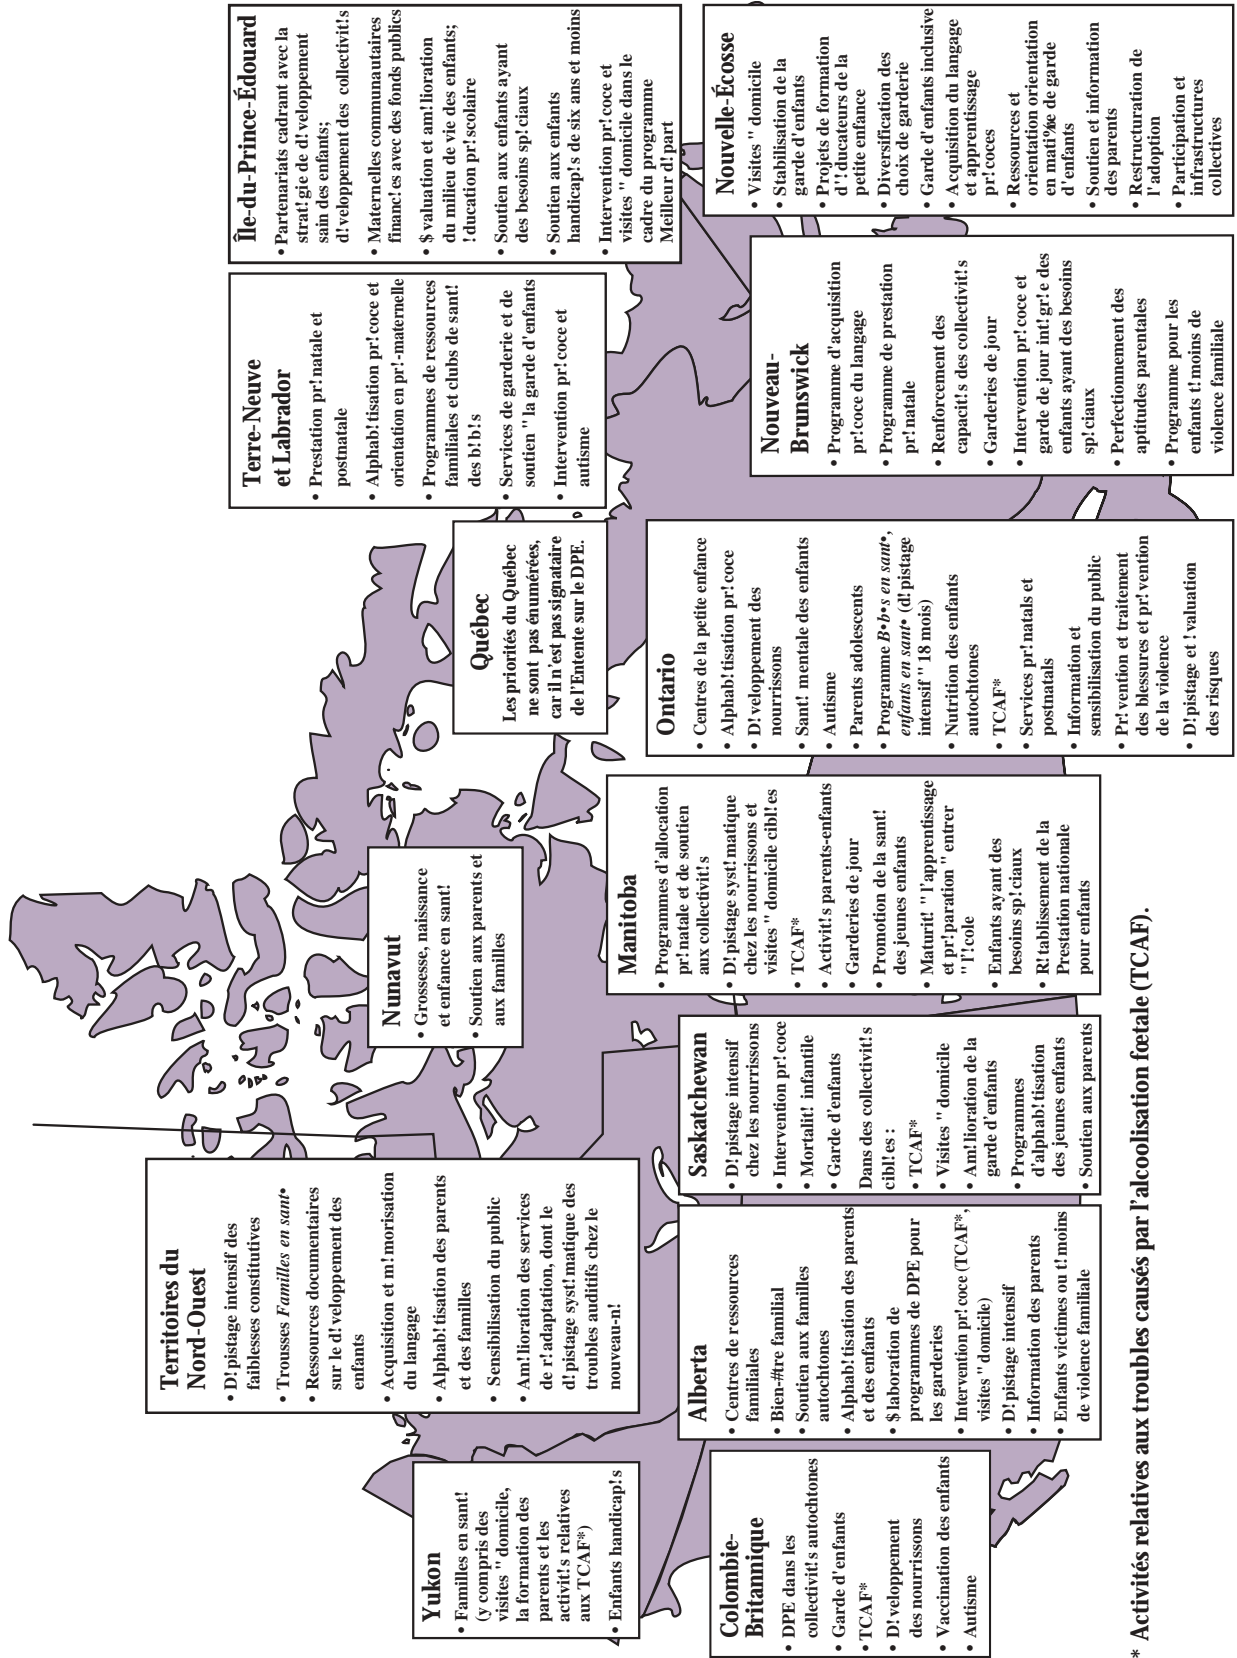 Yukon
• Familles en sant!
(y compris des
visites " domicile,
la formation des
parents et les
activit! s relatives
aux TCAF*)
• Enfants handicap! s
Territoires du
Nord-Ouest
• D! pistage intensif des
faiblesses constitutives
• Trousses Familles en sant•
• Ressources documentaires
sur le d! veloppement des
enfants
• Acquisition et m! morisation
du langage
• Alphab! tisation des parents
et des familles
• Sensibilisation du public
• Am! lioration des services
de r! adaptation, dont le
d! pistage syst! matique des
troubles auditifs chez le
nouveau-n!
Nunavut
• Grossesse, naissance
et enfance en sant!
• Soutien aux parents et
aux familles
Québec
Les priorités du Québec
ne sont pas énumérées,
car il n'est pas signataire
de l'Entente sur le DPE.
Terre-Neuve
et Labrador
• Prestation pr! natale et
postnatale
• Alphab! tisation pr! coce et
orientation en pr! -maternelle
• Programmes de ressources
familiales et clubs de sant!
des b! b! s
• Services de garderie et de
soutien " la garde d'enfants
• Intervention pr! coce et
autisme
Île-du-Prince-Édouard
• Partenariats cadrant avec la
strat! gie de d! veloppement
sain des enfants;
d! veloppement des collectivit! s
• Maternelles communautaires
financ! es avec des fonds publics
• $ valuation et am! lioration
du milieu de vie des enfants;
! ducation pr! scolaire
• Soutien aux enfants ayant
des besoins sp! ciaux
• Soutien aux enfants
handicap! s de six ans et moins
• Intervention pr! coce et
visites " domicile dans le
cadre du programme
Meilleur d! part
Colombie-
Britannique
• DPE dans les
collectivit! s autochtones
• Garde d'enfants
• TCAF*
• D! veloppement
des nourrissons
• Vaccination des enfants
• Autisme
Alberta
• Centres de ressources
familiales
• Bien-#tre familial
• Soutien aux familles
autochtones
• Alphab! tisation des parents
et des enfants
• $ laboration de
programmes de DPE pour
les garderies
• Intervention pr! coce (TCAF*,
visites " domicile)
• D! pistage intensif
• Information des parents
• Enfants victimes ou t! moins
de violence familiale
Saskatchewan
• D! pistage intensif
chez les nourrissons
• Intervention pr! coce
• Mortalit! infantile
• Garde d'enfants
Dans des collectivit! s
cibl! es :
• TCAF*
• Visites " domicile
• Am! lioration de la
garde d'enfants
• Programmes
d'alphab! tisation
des jeunes enfants
• Soutien aux parents
Manitoba
• Programmes d'allocation
pr! natale et de soutien
aux collectivit! s
• D! pistage syst! matique
chez les nourrissons et
visites " domicile cibl! es
• TCAF*
• Activit! s parents-enfants
• Garderies de jour
• Promotion de la sant!
des jeunes enfants
• Maturit! " l'apprentissage
et pr! paration " entrer
" l'! cole
• Enfants ayant des
besoins sp! ciaux
• R! tablissement de la
Prestation nationale
pour enfants
Ontario
• Centres de la petite enfance
• Alphab! tisation pr! coce
• D! veloppement des
nourrissons
• Sant! mentale des enfants
• Autisme
• Parents adolescents
• Programme B•b•s en sant•,
enfants en sant• (d! pistage
intensif " 18 mois)
• Nutrition des enfants
autochtones
• TCAF*
• Services pr! natals et
postnatals
• Information et
sensibilisation du public
• Pr! vention et traitement
des blessures et pr! vention
de la violence
• D! pistage et ! valuation
des risques
Nouveau-
Brunswick
• Programme d'acquisition
pr! coce du langage
• Programme de prestation
pr! natale
• Renforcement des
capacit! s des collectivit! s
• Garderies de jour
• Intervention pr! coce et
garde de jour int! gr! e des
enfants ayant des besoins
sp! ciaux
• Perfectionnement des
aptitudes parentales
• Programme pour les
enfants t! moins de
violence familiale
Nouvelle-Écosse
• Visites " domicile
• Stabilisation de la
garde d'enfants
• Projets de formation
d'! ducateurs de la
petite enfance
• Diversification des
choix de garderie
• Garde d'enfants inclusive
• Acquisition du langage
et apprentissage
pr! coces
• Ressources et
orientation orientation
en mati‰e de garde
d'enfants
• Soutien et information
des parents
• Restructuration de
l'adoption
• Participation et
infrastructures
collectives
* Activités relatives aux troubles causés par l'alcoolisation fœtale (TCAF).